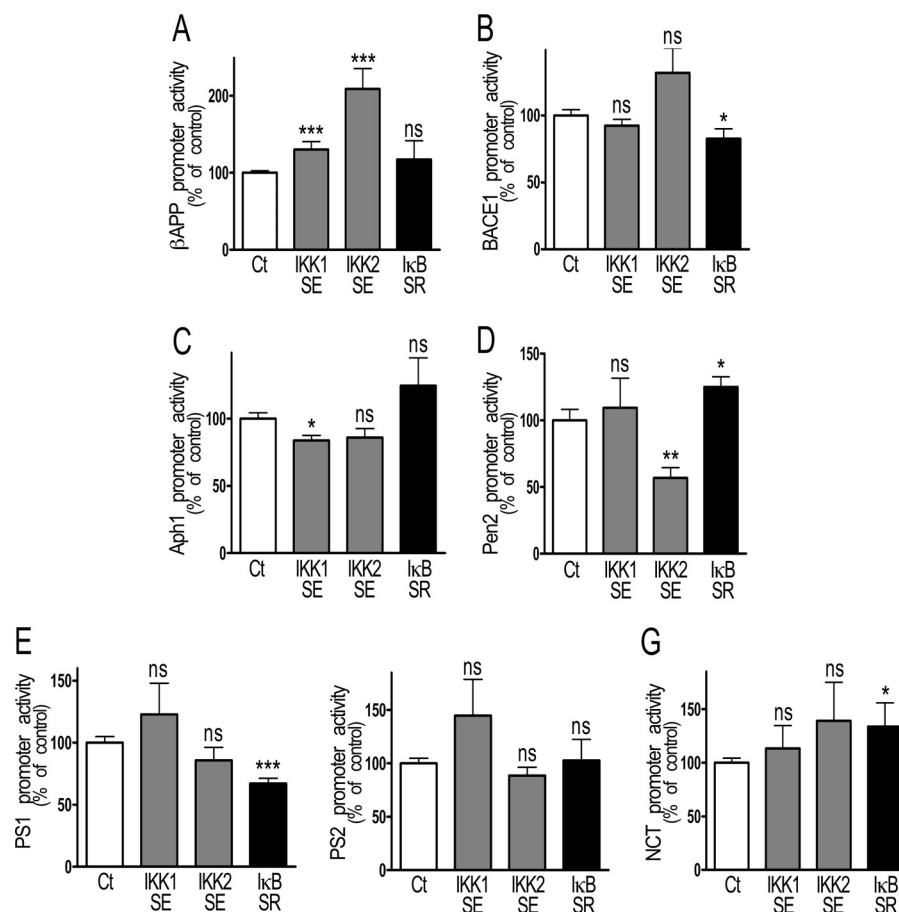 A
βAPP promoter activity
(% of control)
200
100
0
***
***
ns
Ct
IKK1
SE
IKK2
SE
IκB
SR
B
BACE1 promoter activity
(% of control)
100
50
0
ns
ns
*
Ct
IKK1
SE
IKK2
SE
IκB
SR
C
Aph1 promoter activity
(% of control)
100
50
0
*
ns
ns
Ct
IKK1
SE
IKK2
SE
IκB
SR
D
Pen2 promoter activity
(% of control)
150
100
50
0
ns
**
*
Ct
IKK1
SE
IKK2
SE
IκB
SR
E
PS1 promoter activity
(% of control)
150
100
50
0
ns
ns
***
Ct
IKK1
SE
IKK2
SE
IκB
SR
PS2 promoter activity
(% of control)
150
100
50
0
ns
ns
ns
Ct
IKK1
SE
IKK2
SE
IκB
SR
G
NCT promoter activity
(% of control)
150
100
50
0
ns
ns
*
Ct
IKK1
SE
IKK2
SE
IκB
SR